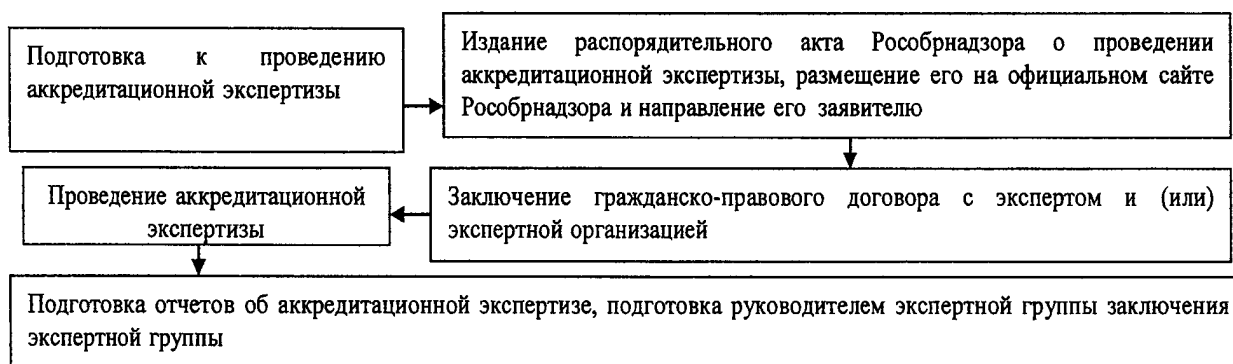 Подготовка к проведению
аккредитационной экспертизы
Издание распорядительного акта Рособрнадзора о проведении
аккредитационной экспертизы, размещение его на официальном сайте
Рособрнадзора и направление его заявителю
Заключение гражданско-правового договора с экспертом и (или)
экспертной организацией
Проведение аккредитационной
экспертизы
Подготовка отчетов об аккредитационной экспертизе, подготовка руководителем экспертной группы заключения
экспертной группы